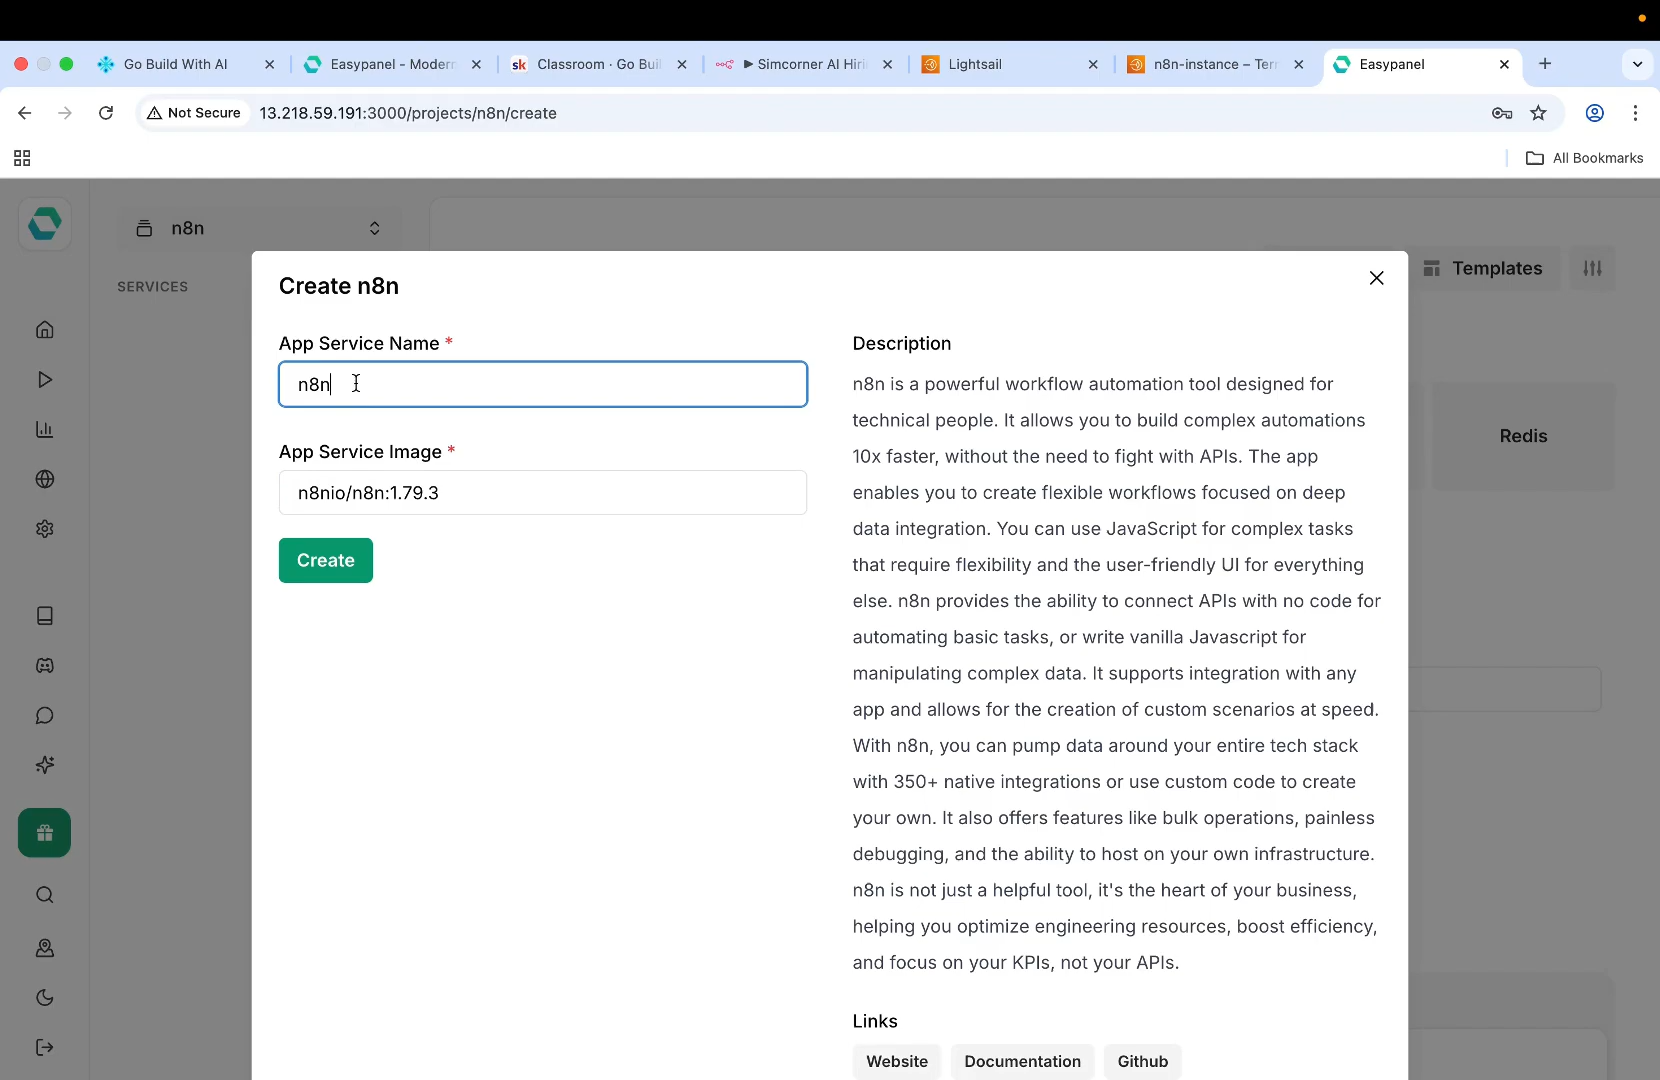 Go Build With AI
Easypanel - Modern
sk Classroom · Go Buil
▶ Simcorner AI Hiri
Lightsail
n8n-instance – Terr
Easypanel
Not Secure
13.218.59.191:3000/projects/n8n/create
All Bookmarks
n8n
Templates
SERVICES
Create n8n
App Service Name *
n8n
App Service Image *
n8nio/n8n:1.79.3
Create
Description
n8n is a powerful workflow automation tool designed for
technical people. It allows you to build complex automations
10x faster, without the need to fight with APIs. The app
enables you to create flexible workflows focused on deep
data integration. You can use JavaScript for complex tasks
that require flexibility and the user-friendly UI for everything
else. n8n provides the ability to connect APIs with no code for
automating basic tasks, or write vanilla Javascript for
manipulating complex data. It supports integration with any
app and allows for the creation of custom scenarios at speed.
With n8n, you can pump data around your entire tech stack
with 350+ native integrations or use custom code to create
your own. It also offers features like bulk operations, painless
debugging, and the ability to host on your own infrastructure.
n8n is not just a helpful tool, it's the heart of your business,
helping you optimize engineering resources, boost efficiency,
and focus on your KPIs, not your APIs.
Links
Website
Documentation
Github
Redis